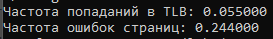 Частота попаданий в TLB: 0.055000
Частота ошибок страниц: 0.244000